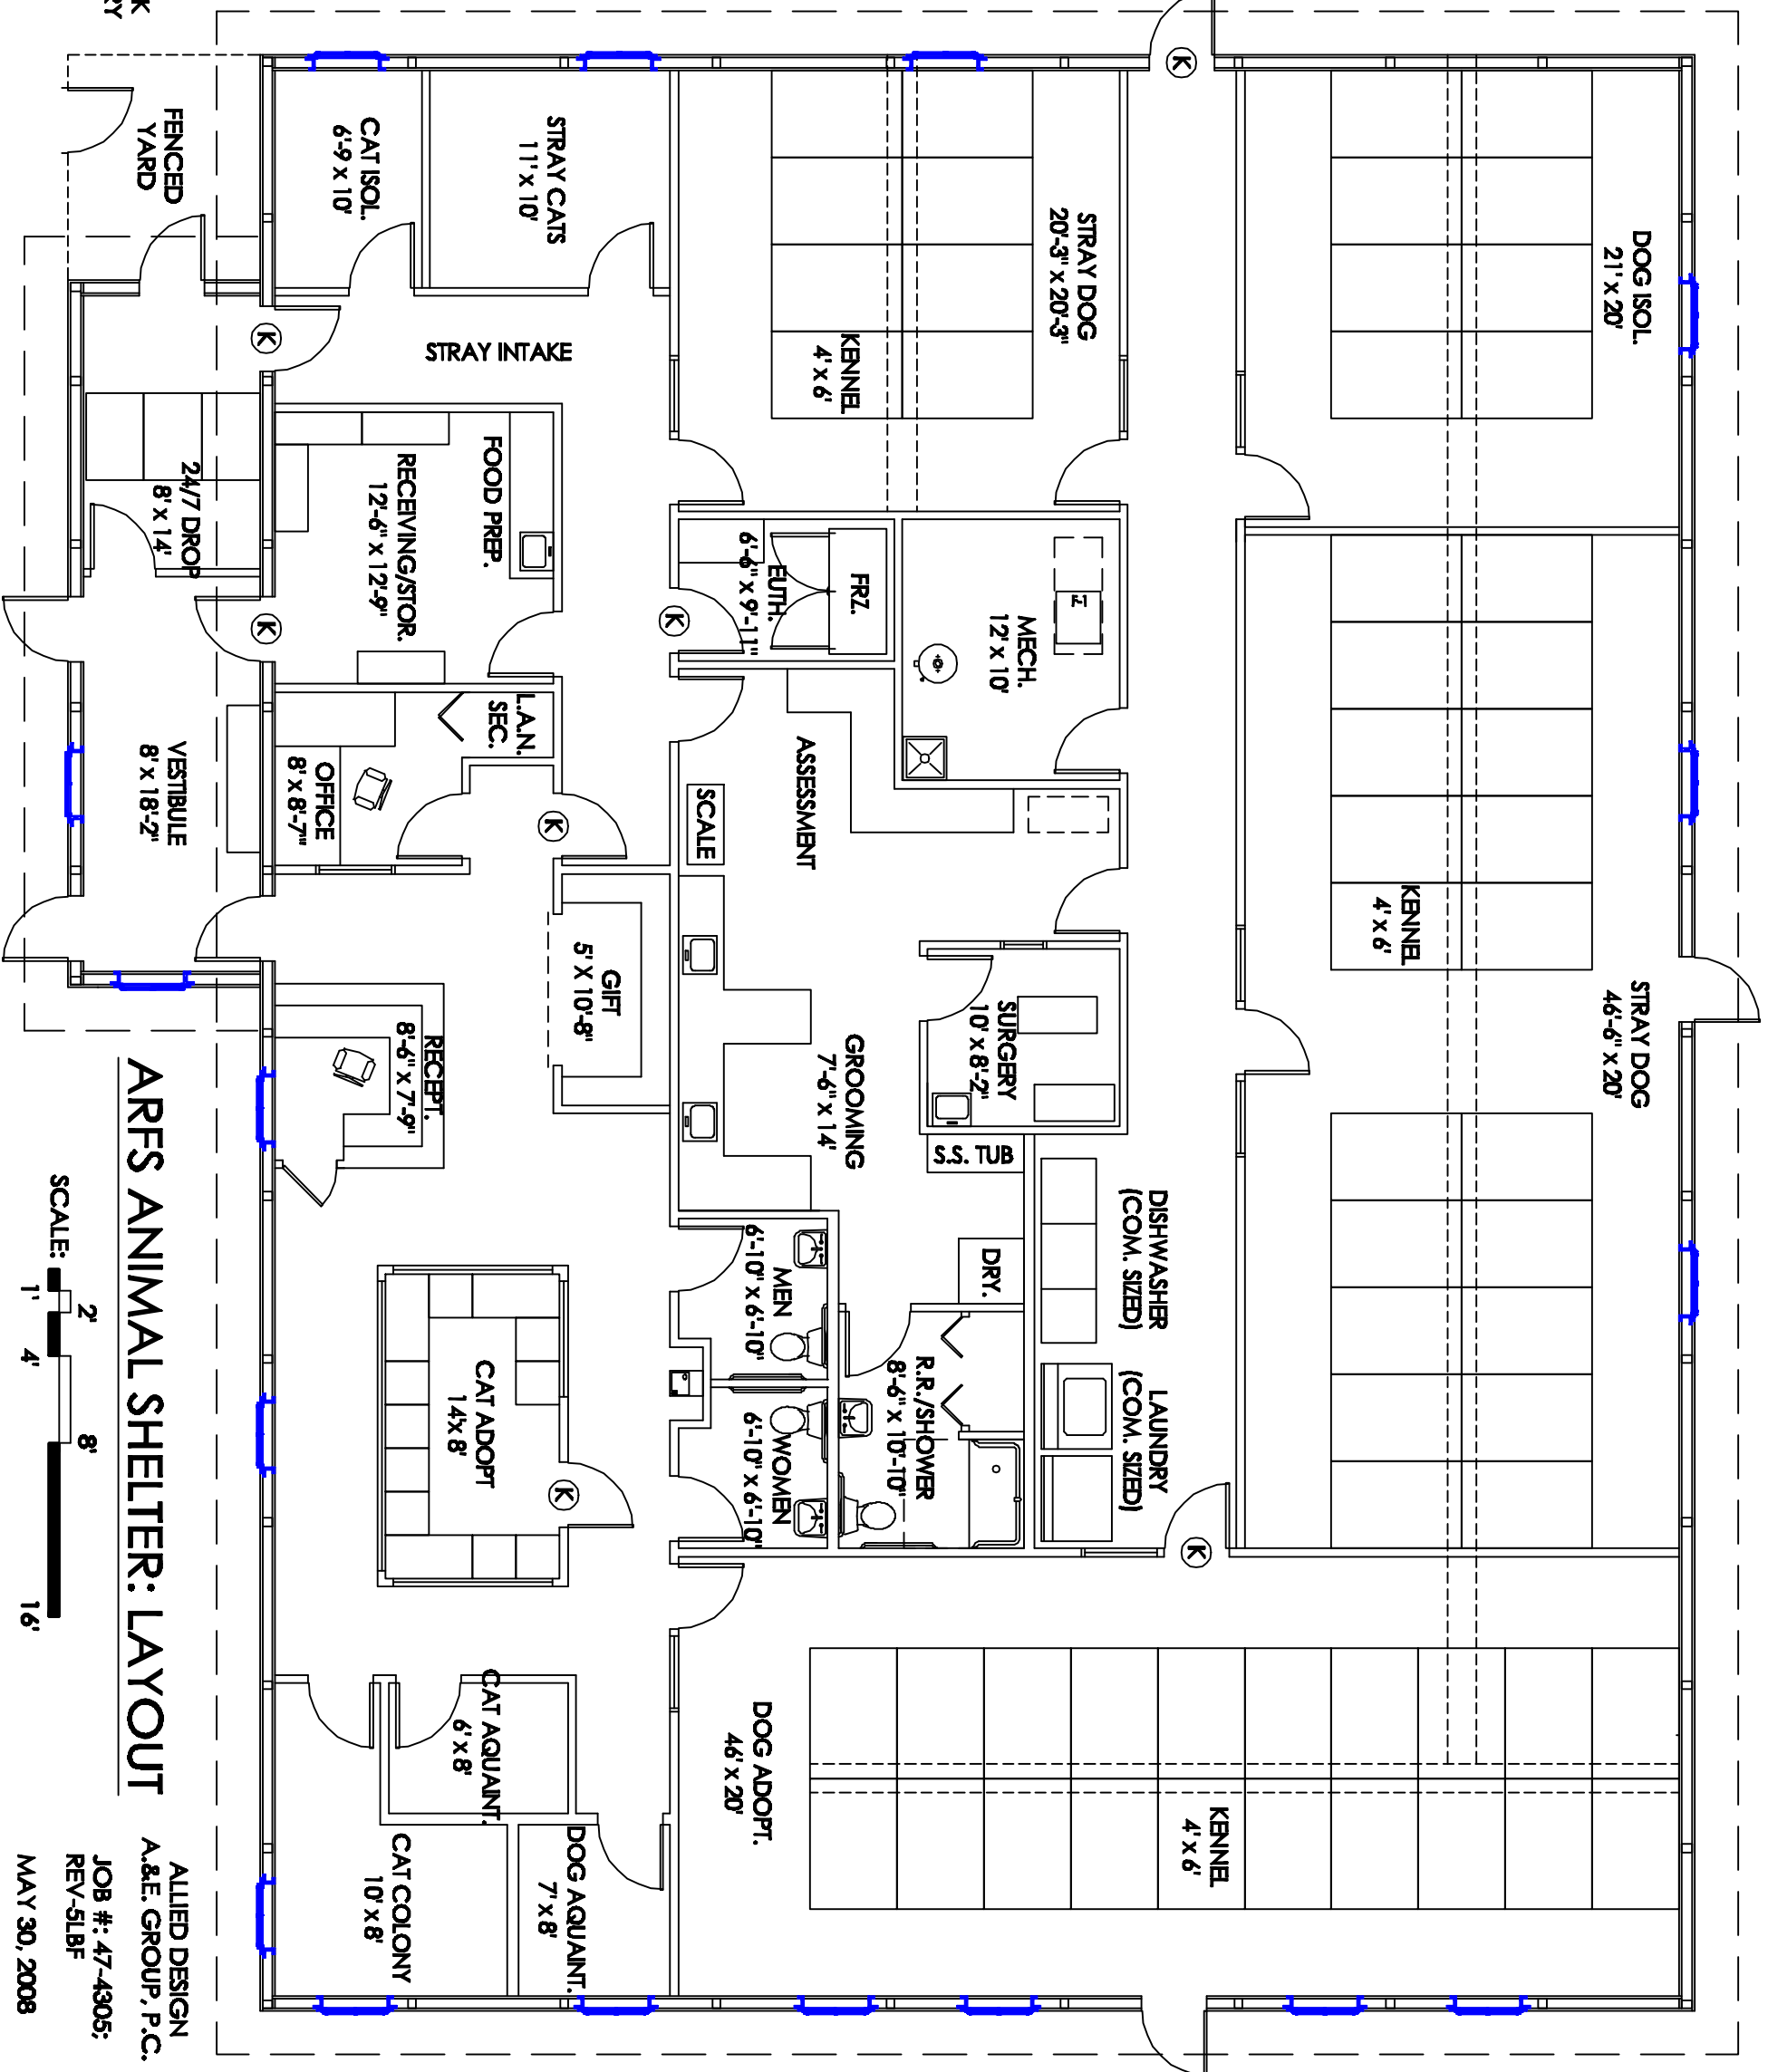 DOG ISOL.
21' x 20'
STRAY DOG
46'-6" x 20'
KENNEL
4' x 6'
STRAY DOG
20'-3" x 20'-3"
KENNEL
4' x 6'
MECH.
12' x 10'
FRZ.
EUTH.
6'-6" x 9'-11"
K
K
ASSESSMENT
SCALE
SURGERY
10' x 8'-2"
S.S. TUB
GROOMING
7'-6" x 14'
DRY.
DISHWASHER
(COM. SIZED)
LAUNDRY
(COM. SIZED)
K
R.R./SHOWER
8'-6" x 10'-10"
MEN
6'-10" x 6'-10"
WOMEN
6'-10" x 6'-10"
DOG ADOPT.
46' x 20'
KENNEL
4' x 6'
STRAY CATS
11' x 10'
CAT ISOL.
6'-9 x 10'
STRAY INTAKE
FOOD PREP.
RECEIVING/STOR.
12'-6" x 12'-9"
L.A.N.
SEC.
OFFICE
8' x 8'-7"
K
GIFT
5' X 10'-8"
RECEPT.
8'-6" x 7'-9"
CAT ADOPT
14'x 8'
K
CAT AQUAINT.
6' x 8'
DOG AQUAINT.
7' x 8'
CAT COLONY
10' x 8'
FENCED
YARD
K
24/7 DROP
8' x 14'
K
VESTIBULE
8' x 18'-2"
ARFS ANIMAL SHELTER: LAYOUT
SCALE:
1' 2' 4' 8' 16'
ALLIED DESIGN
A.&E. GROUP, P.C.
JOB #: 47-4305;
REV-5LBF
MAY 30, 2008